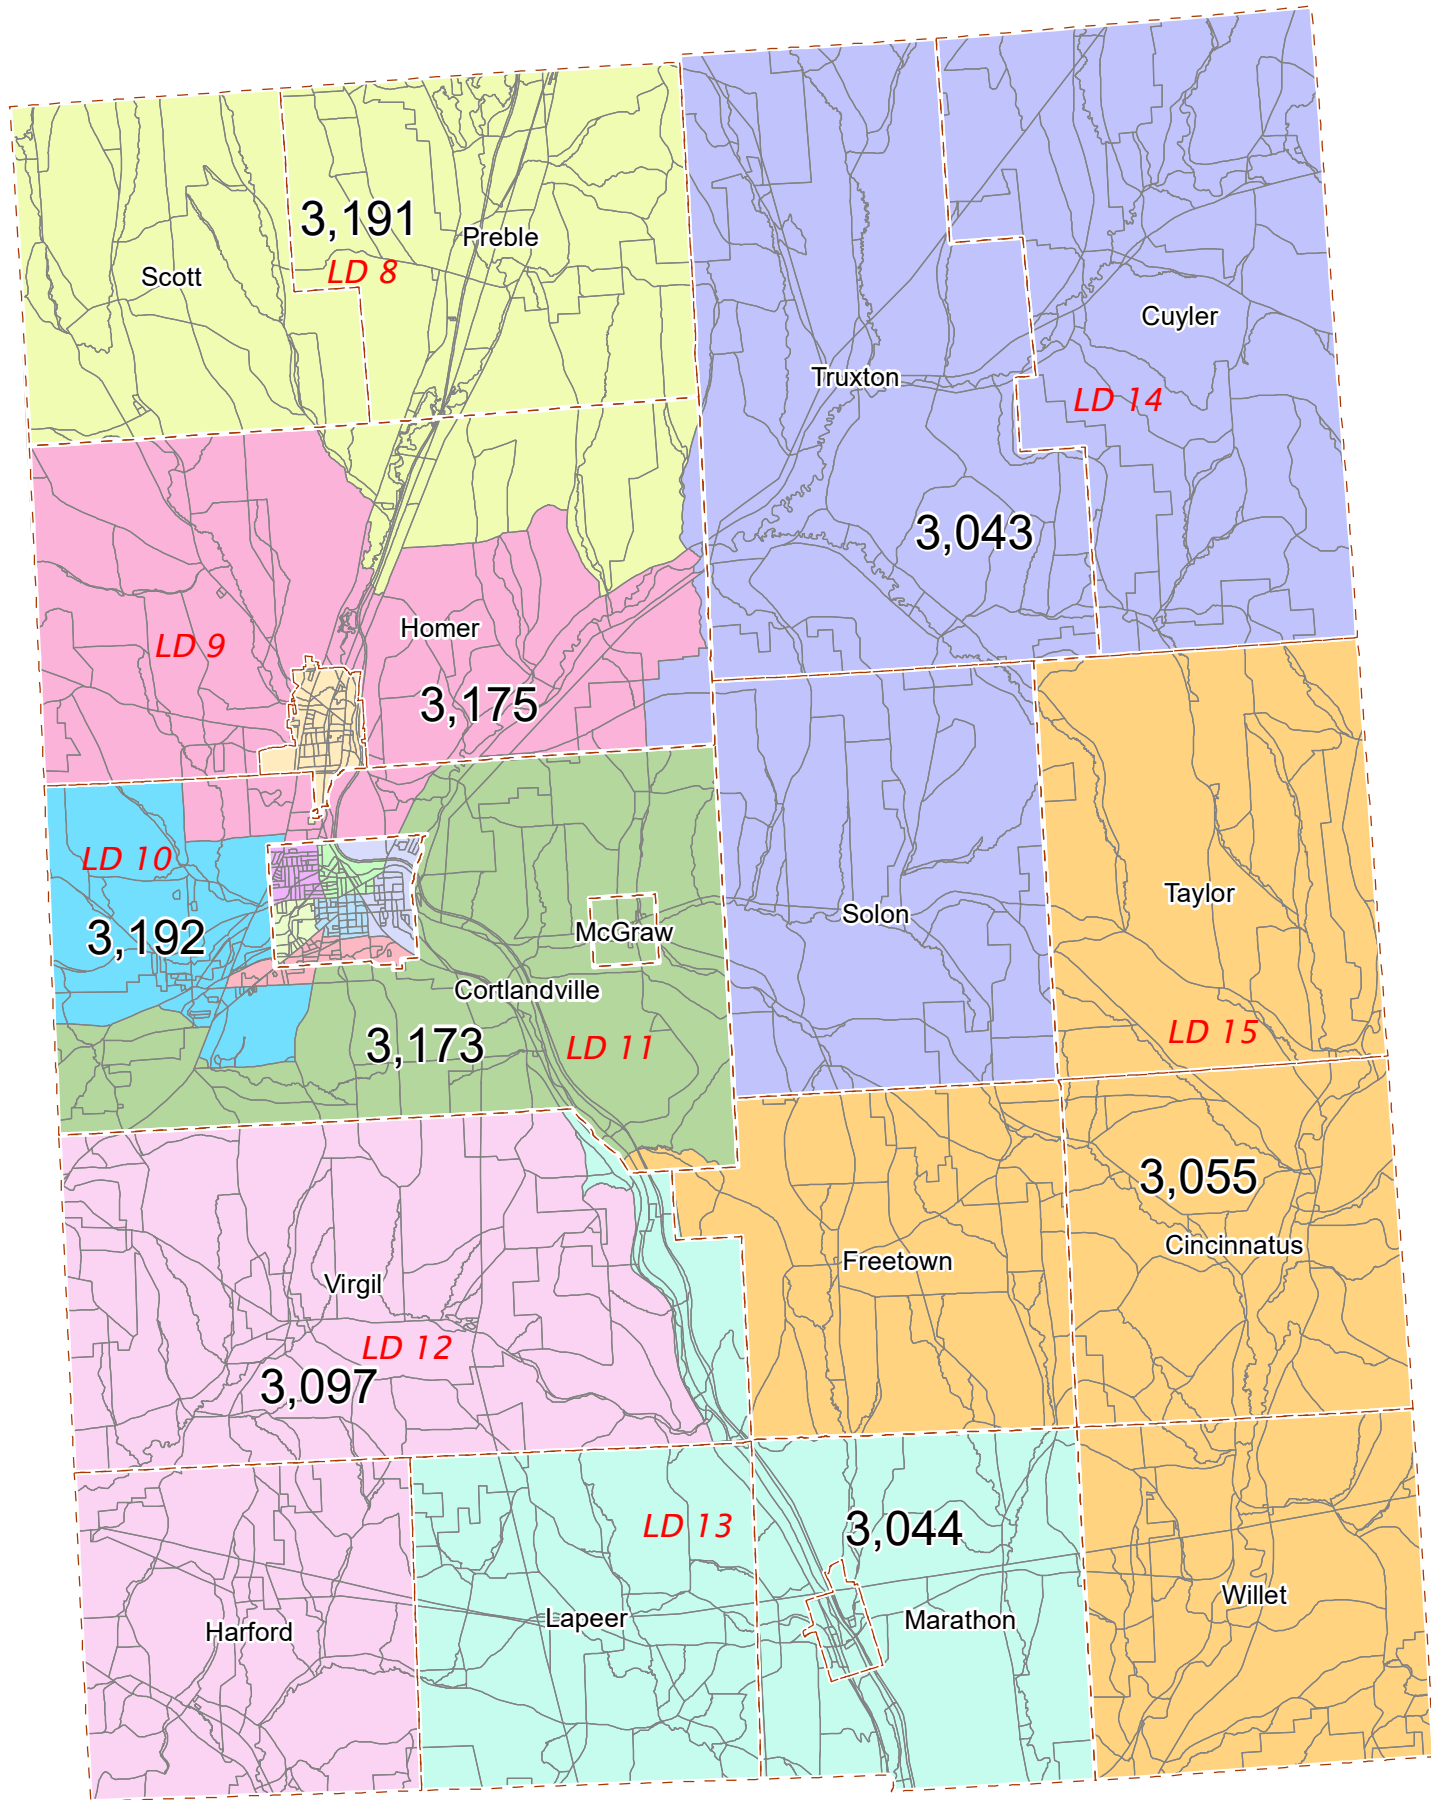 3,191
Preble
LD 8
Scott
Cuyler
Truxton
LD 14
3,043
Homer
LD 9
3,175
LD 10
Taylor
Solon
McGraw
3,192
Cortlandville
LD 15
3,173
LD 11
3,055
Cincinnatus
Freetown
Virgil
LD 12
3,097
LD 13
3,044
Willet
Lapeer
Marathon
Harford